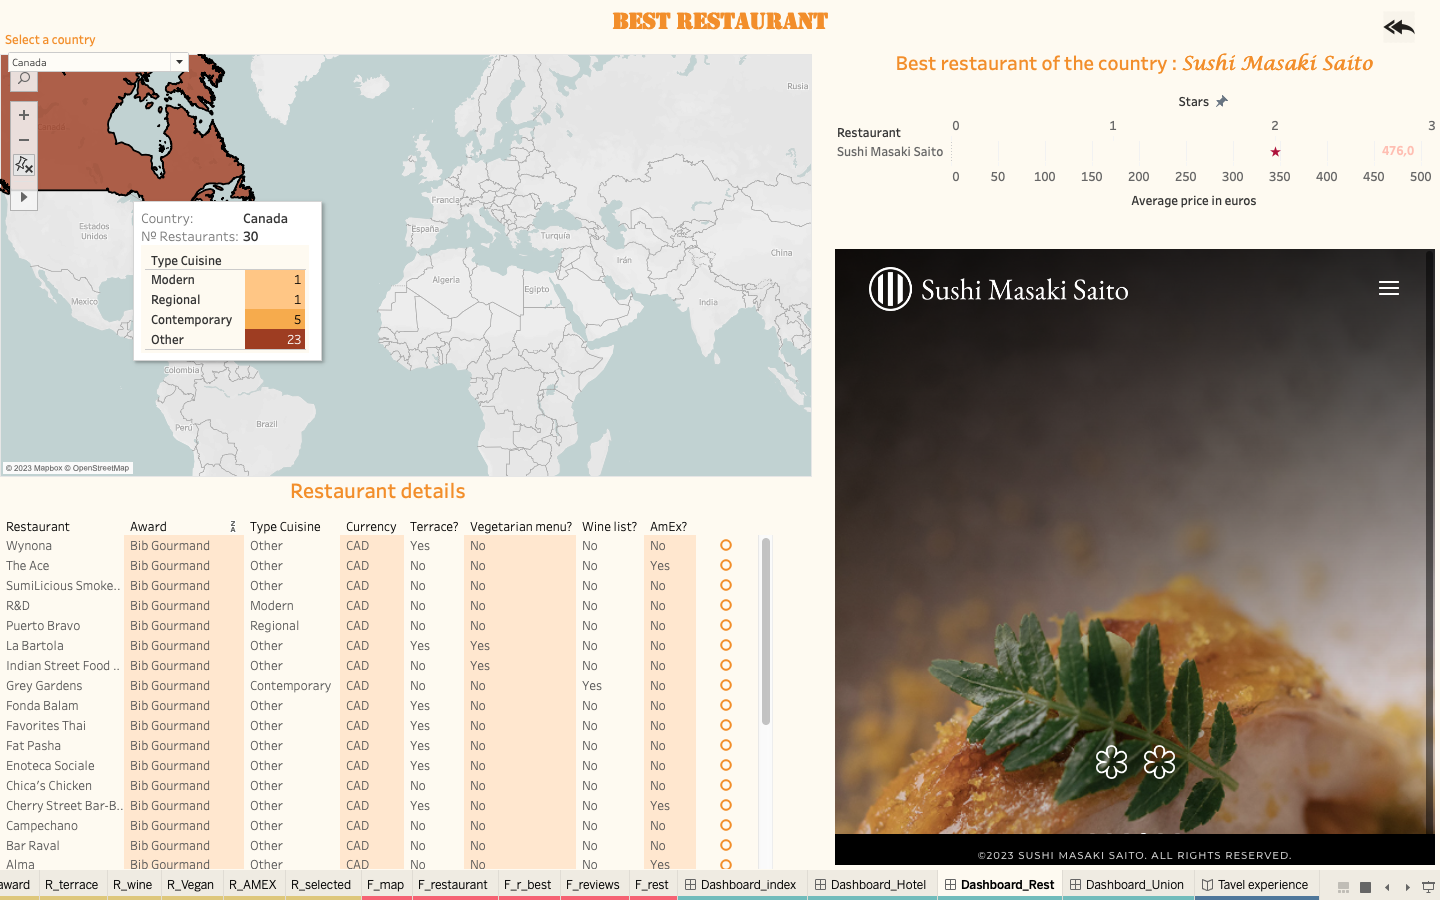 BEST RESTAURANT
Select a country
Canada
Best restaurant of the country : Sushi Masaki Saito
Stars
Restaurant
0 1 2 3
Sushi Masaki Saito
476,0
0 50 100 150 200 250 300 350 400 450 500
Average price in euros
Rusia
Estados
Unidos
Francia
España
Turquía
China
Irán
Argelia
Egipto
India
Mexico
Colombia
Perú
Brazil
Country: Canada
Nº Restaurants: 30
Type Cuisine
Modern 1
Regional 1
Contemporary 5
Other 23
© 2023 Mapbox © OpenStreetMap
Sushi Masaki Saito
©2023 SUSHI MASAKI SAITO. ALL RIGHTS RESERVED.
Restaurant details
Restaurant Award Type Cuisine Currency Terrace? Vegetarian menu? Wine list? AmEx?
Wynona Bib Gourmand Other CAD Yes No No No
The Ace Bib Gourmand Other CAD No No No Yes
SumiLicious Smoke.. Bib Gourmand Other CAD No No No No
R&D Bib Gourmand Modern CAD No No No No
Puerto Bravo Bib Gourmand Regional CAD No No No No
La Bartola Bib Gourmand Other CAD Yes Yes No No
Indian Street Food .. Bib Gourmand Other CAD No Yes No No
Grey Gardens Bib Gourmand Contemporary CAD No No Yes No
Fonda Balam Bib Gourmand Other CAD Yes No No No
Favorites Thai Bib Gourmand Other CAD Yes No No No
Fat Pasha Bib Gourmand Other CAD Yes No No No
Enoteca Sociale Bib Gourmand Other CAD Yes No No No
Chica's Chicken Bib Gourmand Other CAD No No No No
Cherry Street Bar-B.. Bib Gourmand Other CAD Yes No No Yes
Campechano Bib Gourmand Other CAD No No No No
Bar Raval Bib Gourmand Other CAD No No No No
Alma Bib Gourmand Other CAD No No No Yes
award R_terrace R_wine R_Vegan R_AMEX R_selected F_map F_restaurant F_r_best F_reviews F_rest Dashboard_index Dashboard_Hotel Dashboard_Rest Dashboard_Union Tavel experience